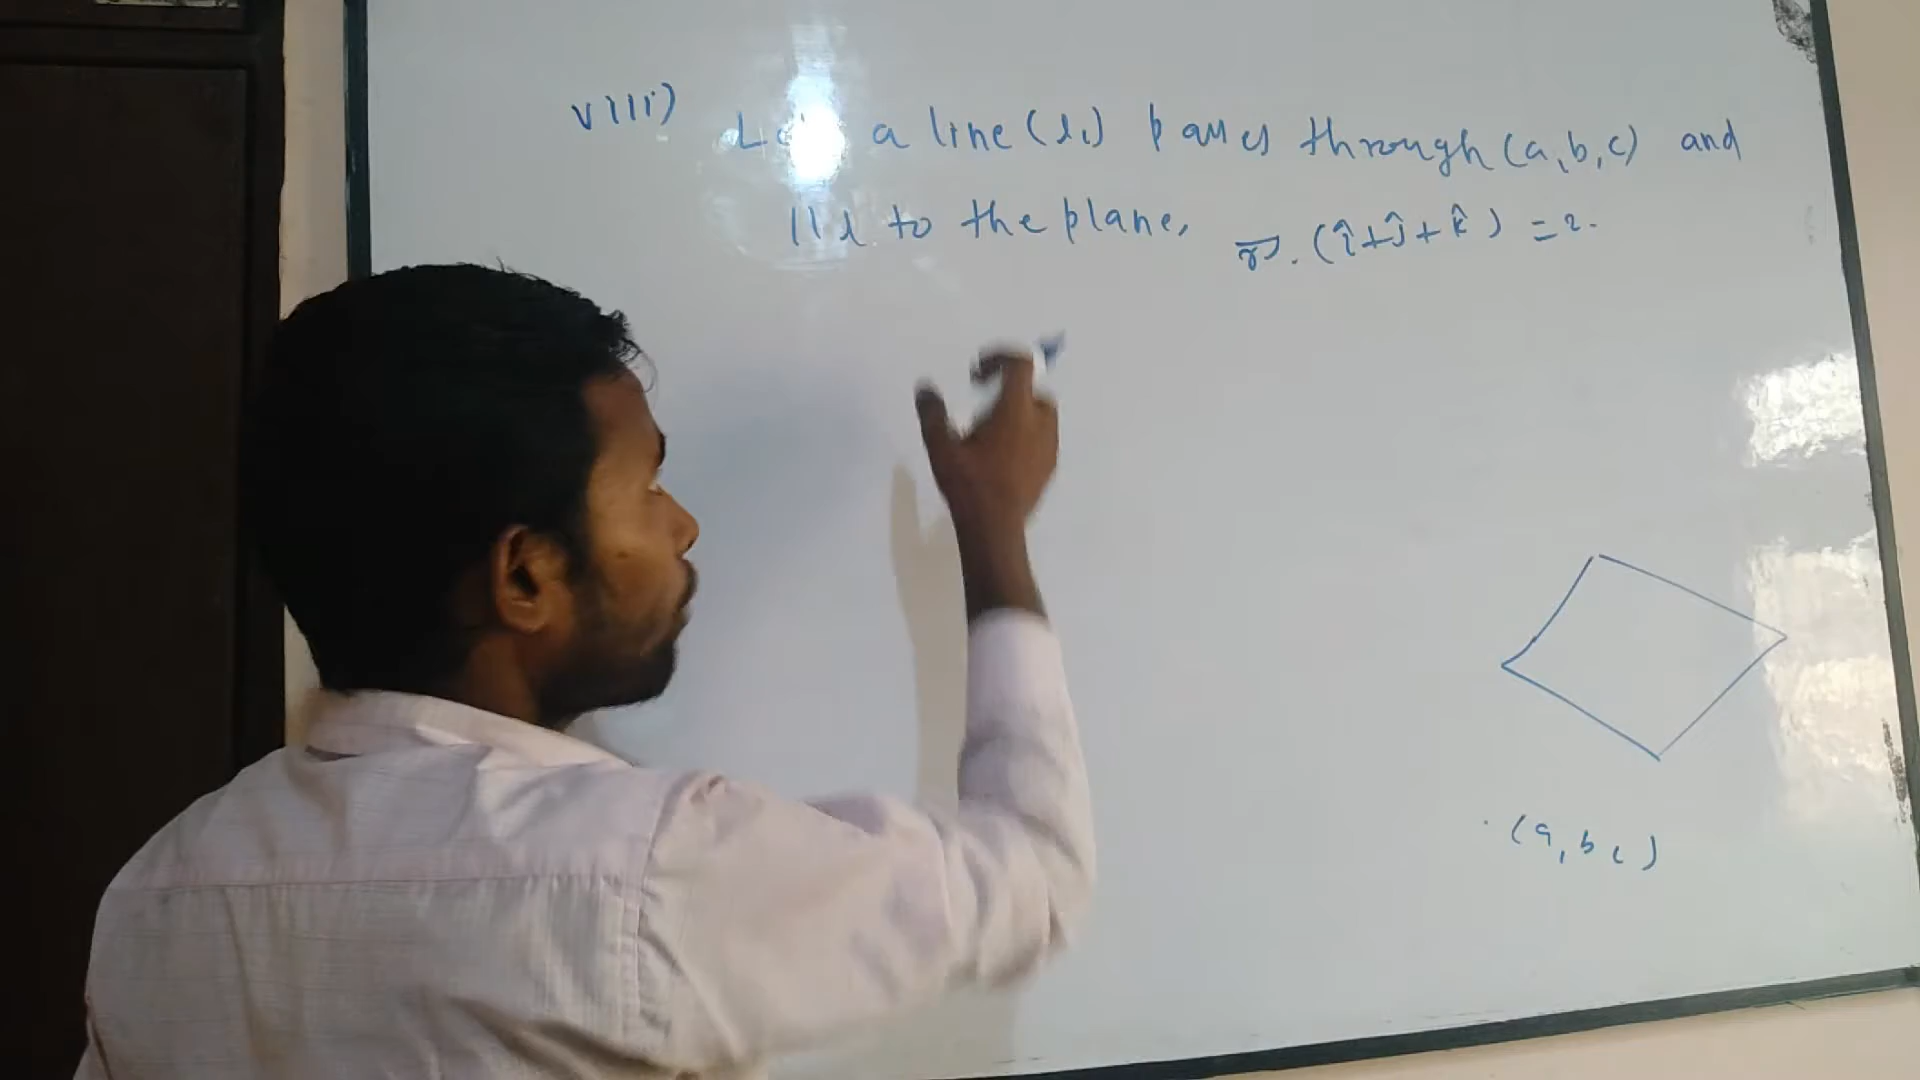 viii) Let a line (l₁) passes through (a, b, c) and
||l to the plane, r⃗. (î+ĵ+k̂) = 2.
(a, b c)